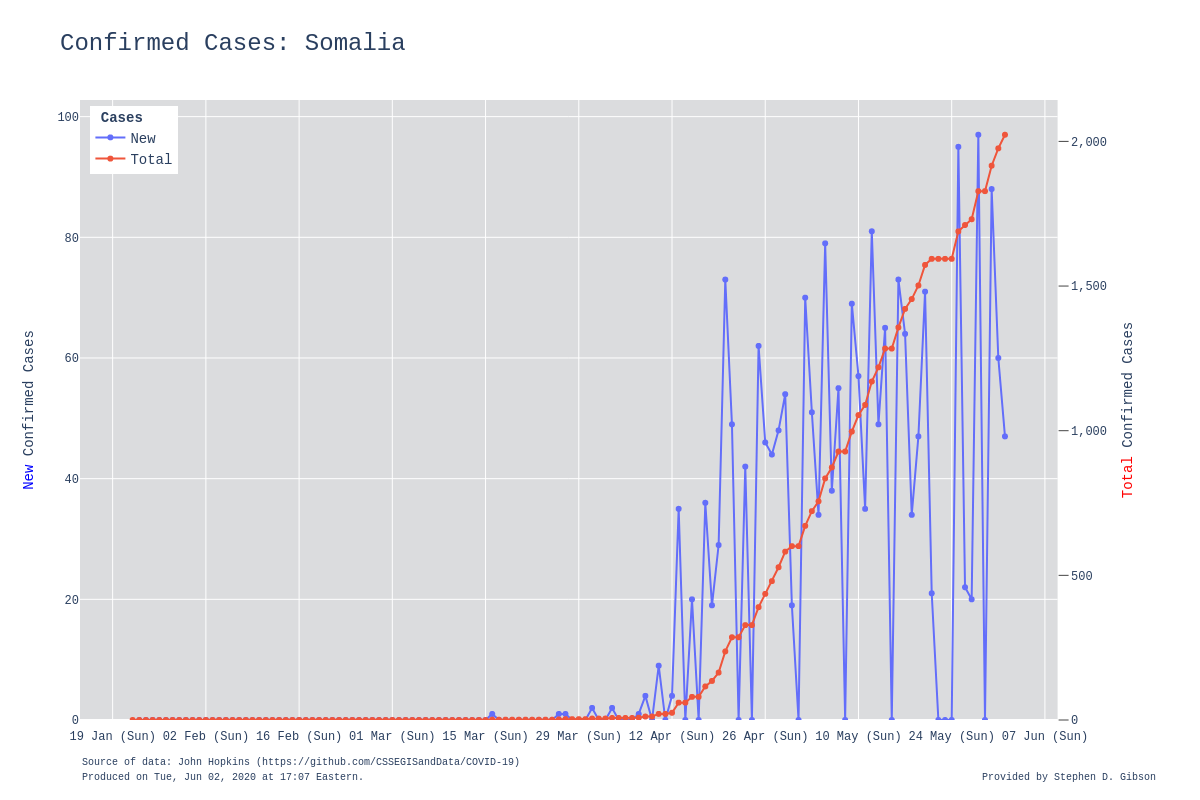 Confirmed Cases: Somalia
Cases
New
Total
100
80
60
40
20
0
New Confirmed Cases
2,000
1,500
1,000
500
0
Total Confirmed Cases
19 Jan (Sun) 02 Feb (Sun) 16 Feb (Sun) 01 Mar (Sun) 15 Mar (Sun) 29 Mar (Sun) 12 Apr (Sun) 26 Apr (Sun) 10 May (Sun) 24 May (Sun) 07 Jun (Sun)
Source of data: John Hopkins (https://github.com/CSSEGISandData/COVID-19)
Produced on Tue, Jun 02, 2020 at 17:07 Eastern.
Provided by Stephen D. Gibson